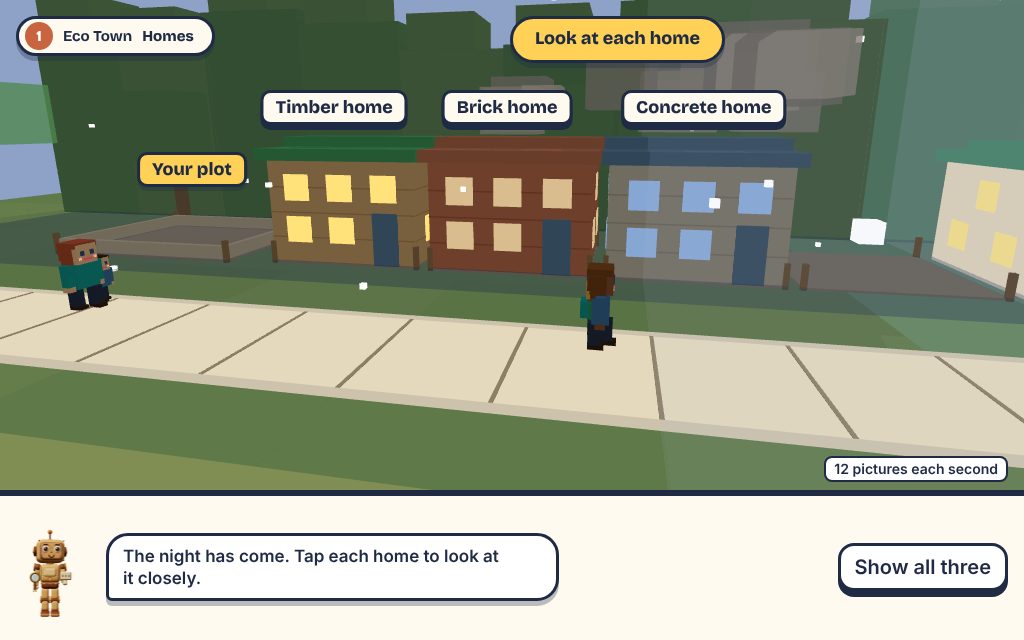 1 Eco Town Homes
Look at each home
Timber home
Brick home
Concrete home
Your plot
12 pictures each second
The night has come. Tap each home to look at
it closely.
Show all three